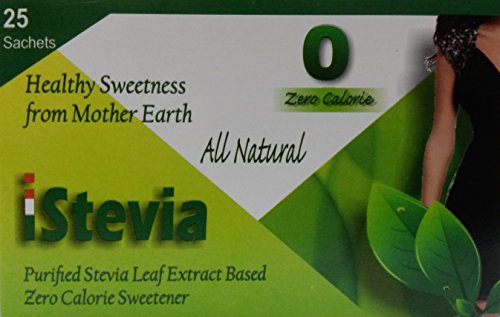 25
Sachets
Healthy Sweetness
from Mother Earth
0
Zero Calorie
All Natural
iStevia
Purified Stevia Leaf Extract Based
Zero Calorie Sweetener